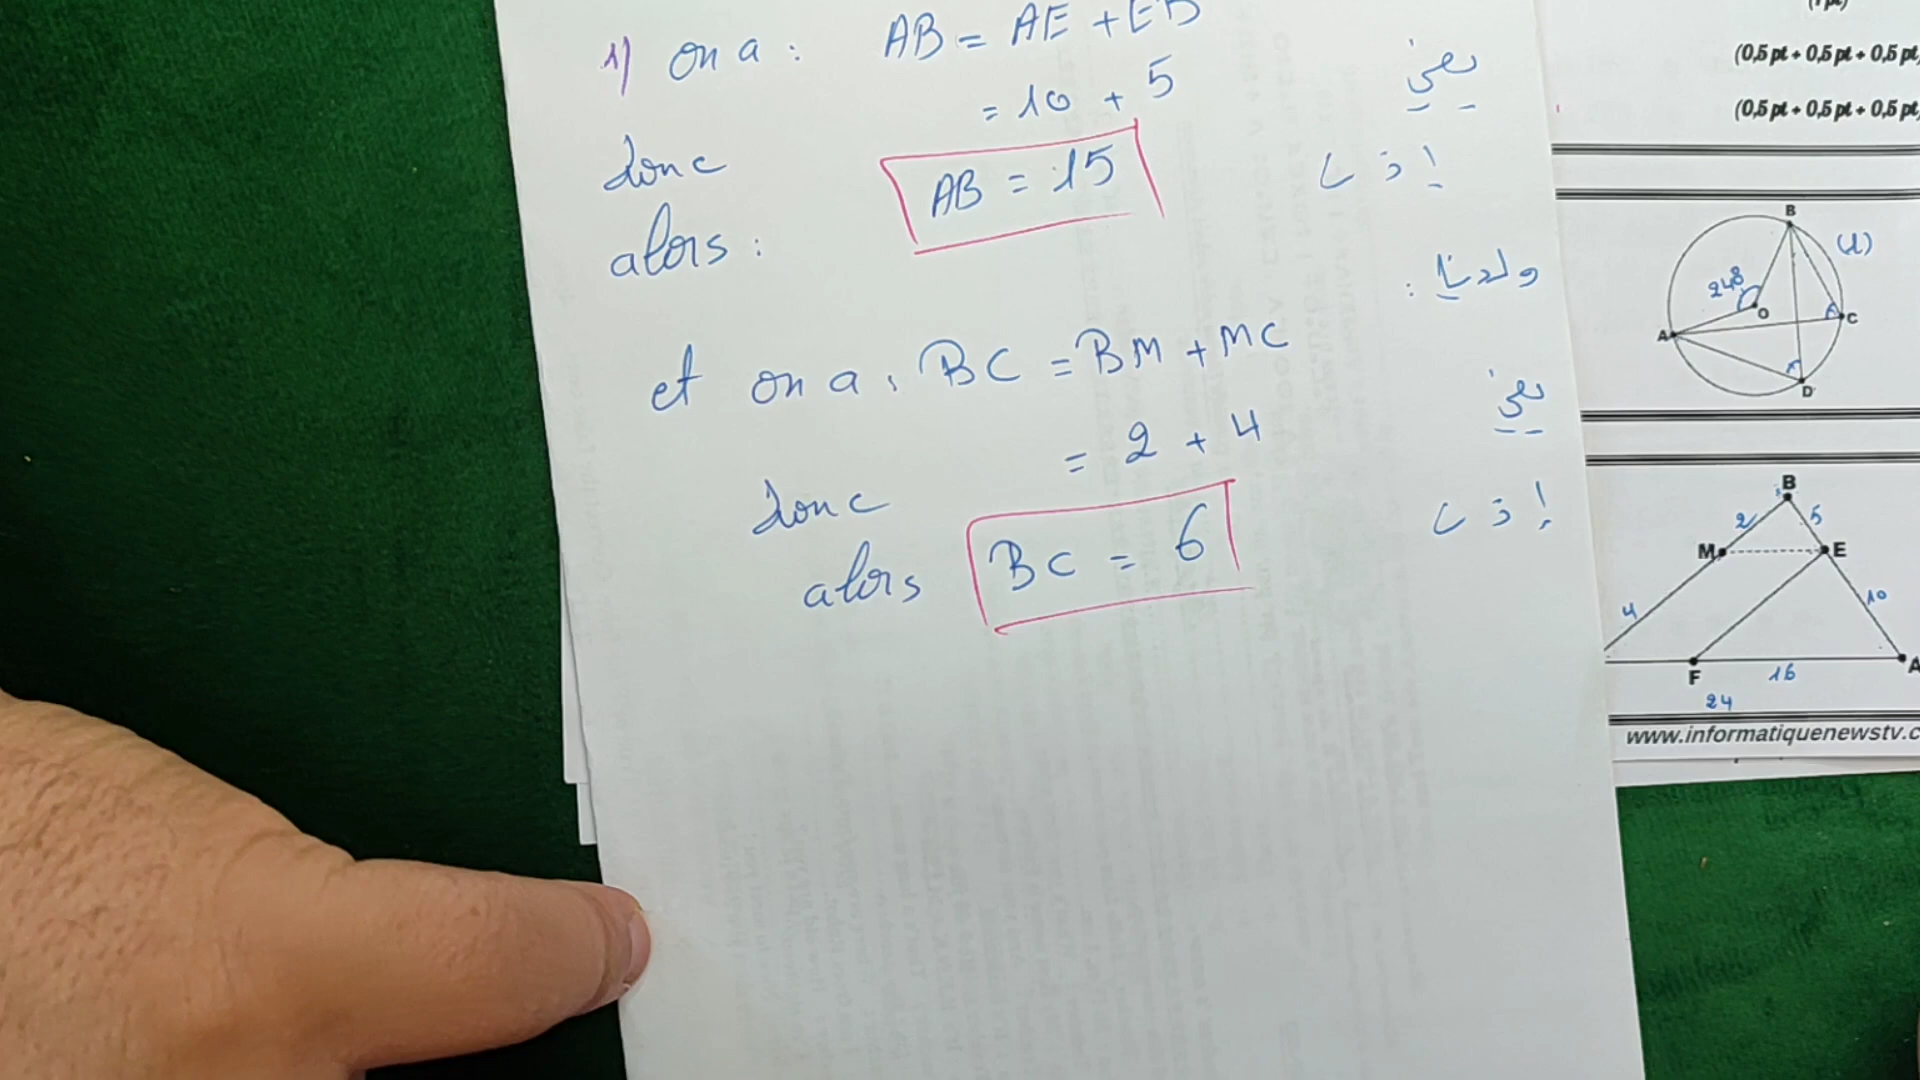 1) on a : AB = AE + EB
= 10 + 5
يعني
donc
AB = 15
إذن
alors :
ولدينا :
et on a : BC = BM + MC
= 2 + 4
يعني
donc
إذن
alors BC = 6
(1 pt)
(0,5 pt + 0,5 pt + 0,5 pt
(0,5 pt + 0,5 pt + 0,5 pt
B
O
C
A
D
B
2
5
M
E
4
10
F
16
A
24
www.informatiquenewstv.c